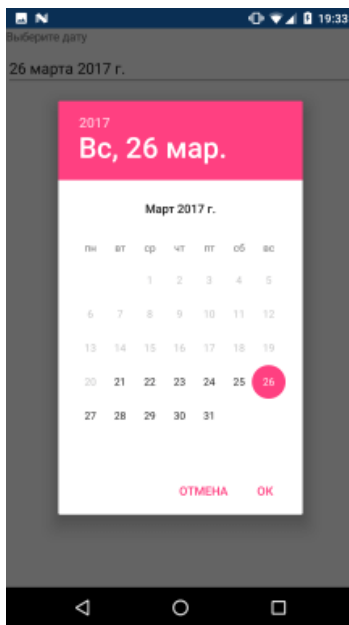 19:33
Выберите дату
26 марта 2017 г.
2017
Вс, 26 мар.
Март 2017 г.
пн вт ср чт пт сб вс
1 2 3 4 5
6 7 8 9 10 11 12
13 14 15 16 17 18 19
20 21 22 23 24 25 26
27 28 29 30 31
ОТМЕНА ОК